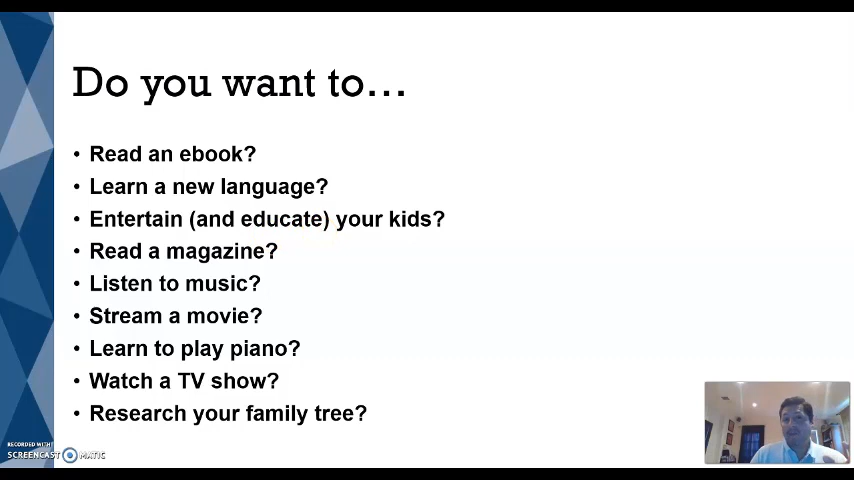 Do you want to…
• Read an ebook?
• Learn a new language?
• Entertain (and educate) your kids?
• Read a magazine?
• Listen to music?
• Stream a movie?
• Learn to play piano?
• Watch a TV show?
• Research your family tree?
RECORDED WITH
SCREENCAST MATIC